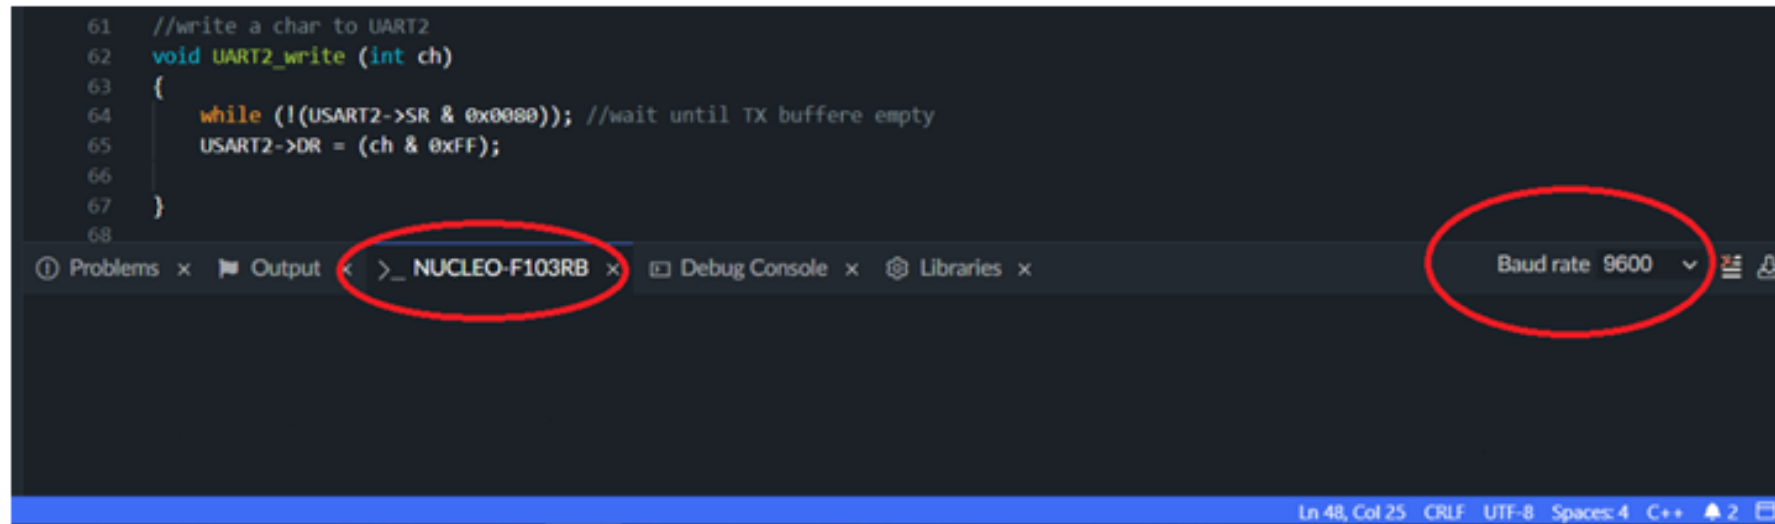 61 //write a char to UART2
62 void UART2_write (int ch)
63 {
64 while (!(USART2->SR & 0x0080)); //wait until TX buffere empty
65 USART2->DR = (ch & 0xFF);
66
67 }
68
Problems × Output × >_ NUCLEO-F103RB × Debug Console × Libraries × Baud rate 9600
Ln 48, Col 25 CRLF UTF-8 Spaces: 4 C++ 2